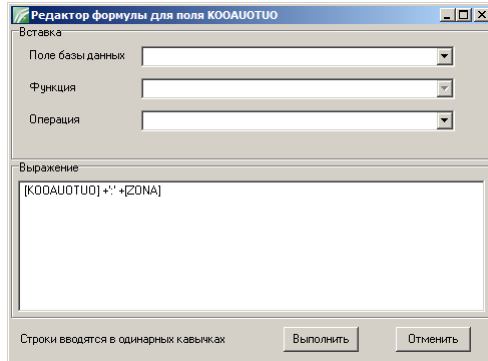 Редактор формулы для поля KOOAUOTUO
Вставка
Поле базы данных
Функция
Операция
Выражение
[KOOAUOTUO] +':' +[ZONA]
Строки вводятся в одинарных кавычках
Выполнить
Отменить